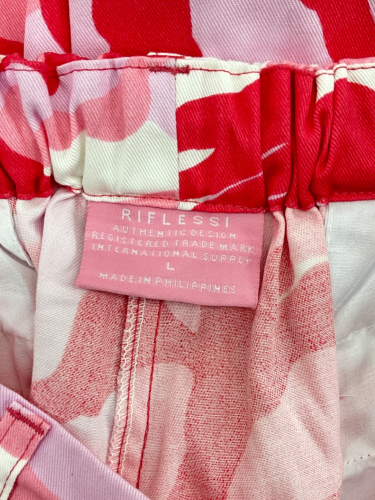 RIFLESSI
AUTHENTIC DESIGN
REGISTERED TRADE MARK
INTERNATIONAL SUPPLY
L
MADE IN PHILIPPINES